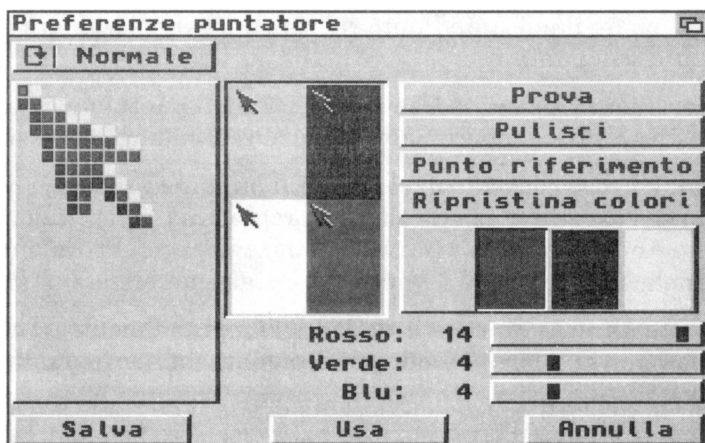 Preferenze puntatore
Normale
Prova
Pulisci
Punto riferimento
Ripristina colori
Rosso: 14
Verde: 4
Blu: 4
Salva
Usa
Annulla